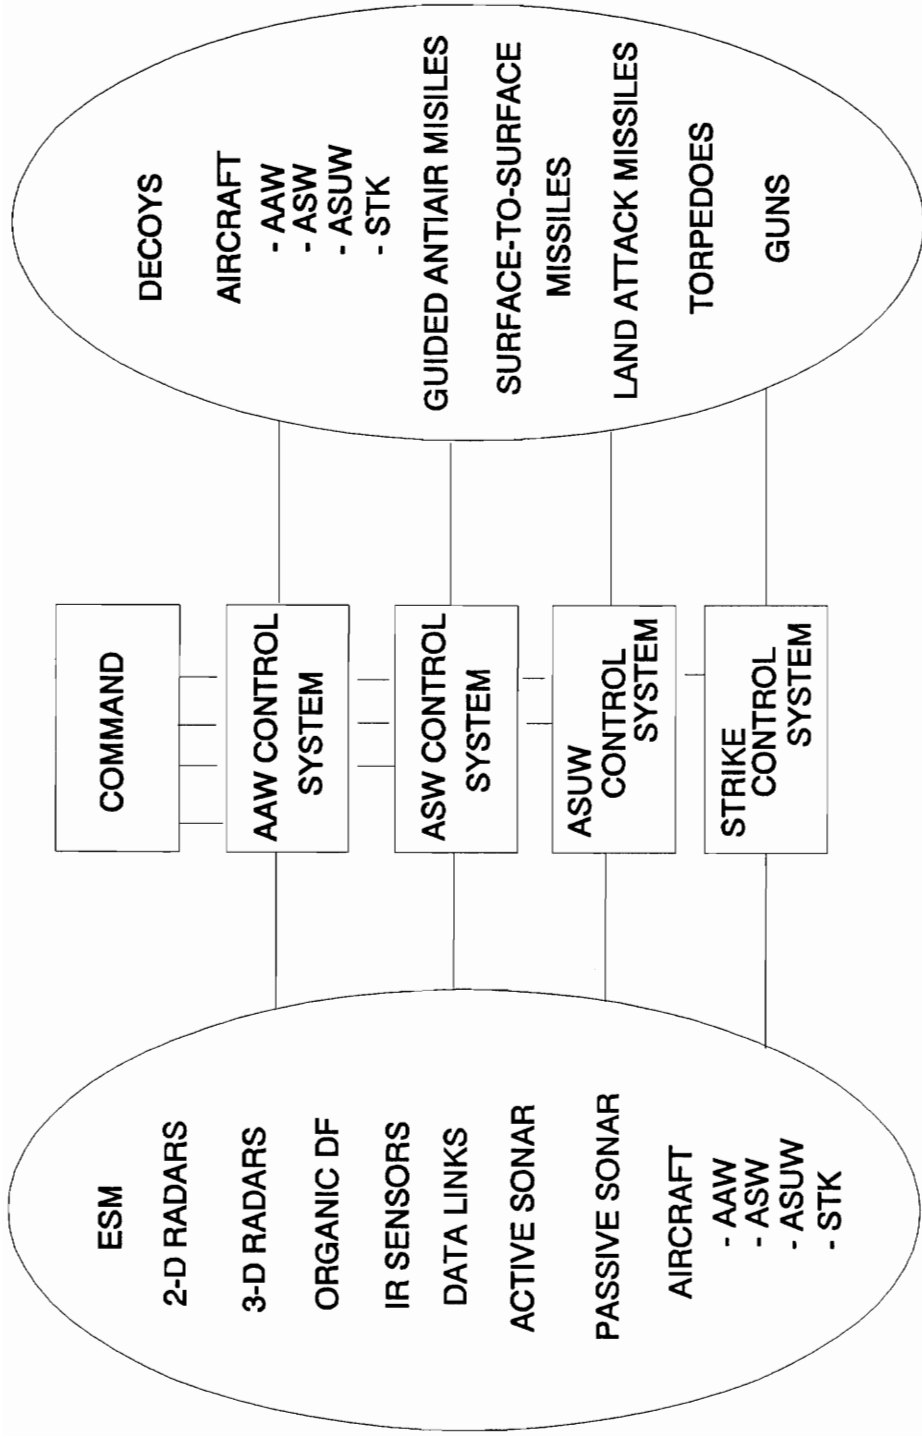 ESM
2-D RADARS
3-D RADARS
ORGANIC DF
IR SENSORS
DATA LINKS
ACTIVE SONAR
PASSIVE SONAR
AIRCRAFT
- AAW
- ASW
- ASUW
- STK
COMMAND
AAW CONTROL
SYSTEM
ASW CONTROL
SYSTEM
ASUW
CONTROL
SYSTEM
STRIKE
CONTROL
SYSTEM
DECOYS
AIRCRAFT
- AAW
- ASW
- ASUW
- STK
GUIDED ANTIAIR MISILES
SURFACE-TO-SURFACE
MISSILES
LAND ATTACK MISSILES
TORPEDOES
GUNS